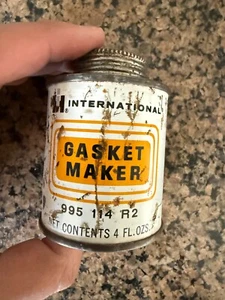 INTERNATIONAL
GASKET
MAKER
995 114 R2
NET CONTENTS 4 FL.OZS.